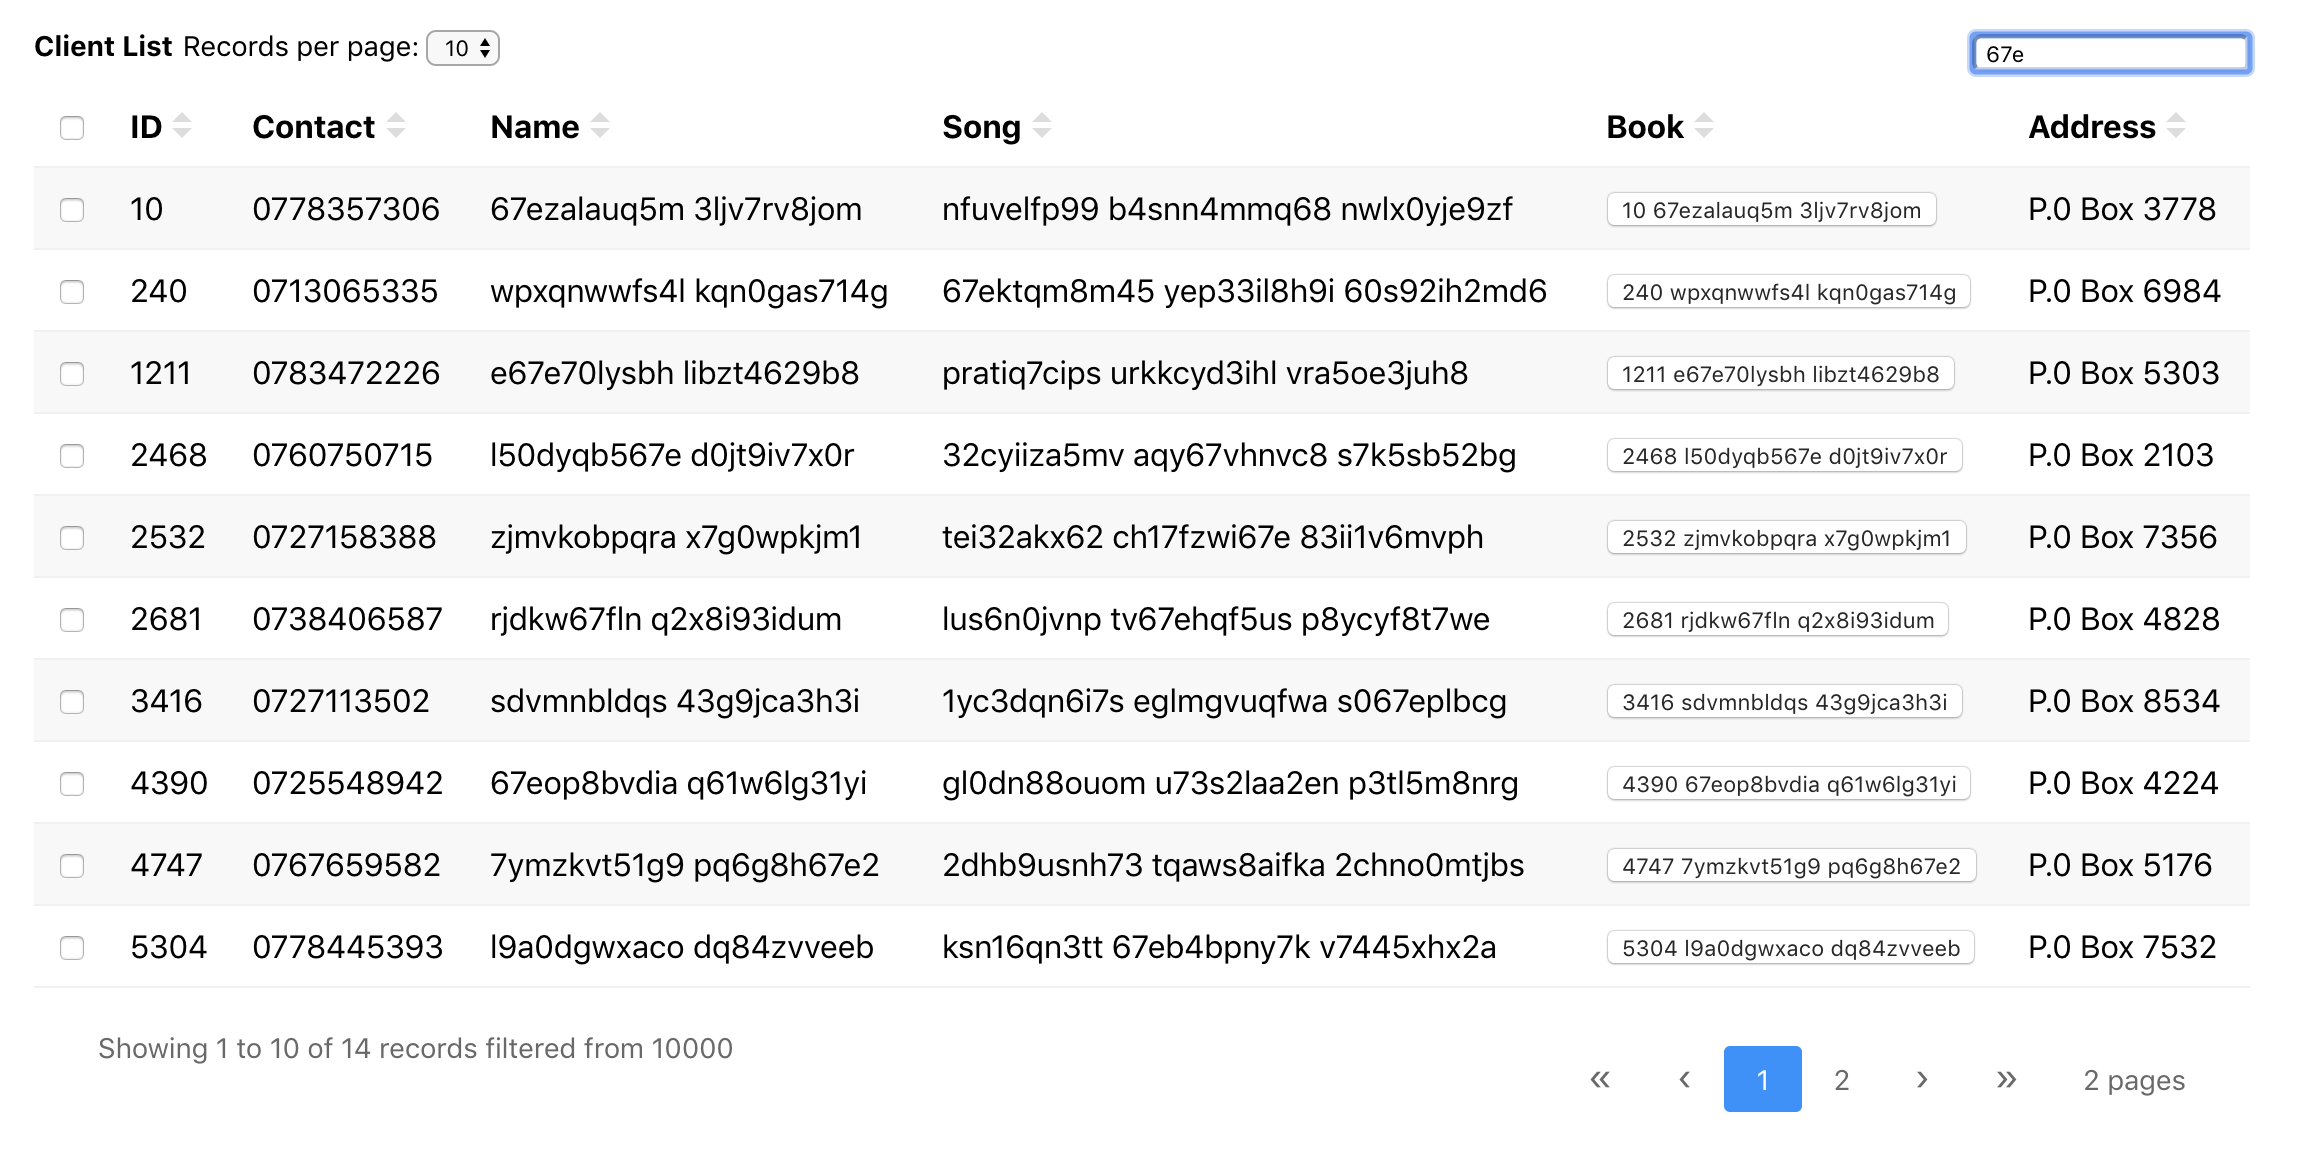 Client List Records per page: 10 67e
ID Contact Name Song Book Address
10 0778357306 67ezalauq5m 3ljv7rv8jom nfuvelfp99 b4snn4mmq68 nwlx0yje9zf 10 67ezalauq5m 3ljv7rv8jom P.0 Box 3778
240 0713065335 wpxqnwwfs4l kqn0gas714g 67ektqm8m45 yep33il8h9i 60s92ih2md6 240 wpxqnwwfs4l kqn0gas714g P.0 Box 6984
1211 0783472226 e67e70lysbh libzt4629b8 pratiq7cips urkkcyd3ihl vra5oe3juh8 1211 e67e70lysbh libzt4629b8 P.0 Box 5303
2468 0760750715 l50dyqb567e d0jt9iv7x0r 32cyiiza5mv aqy67vhnvc8 s7k5sb52bg 2468 l50dyqb567e d0jt9iv7x0r P.0 Box 2103
2532 0727158388 zjmvkobpqra x7g0wpkjm1 tei32akx62 ch17fzwi67e 83ii1v6mvph 2532 zjmvkobpqra x7g0wpkjm1 P.0 Box 7356
2681 0738406587 rjdkw67fln q2x8i93idum lus6n0jvnp tv67ehqf5us p8ycyf8t7we 2681 rjdkw67fln q2x8i93idum P.0 Box 4828
3416 0727113502 sdvmnbldqs 43g9jca3h3i 1yc3dqn6i7s eglmgvuqfwa s067eplbcg 3416 sdvmnbldqs 43g9jca3h3i P.0 Box 8534
4390 0725548942 67eop8bvdia q61w6lg31yi gl0dn88ouom u73s2laa2en p3tl5m8nrg 4390 67eop8bvdia q61w6lg31yi P.0 Box 4224
4747 0767659582 7ymzkvt51g9 pq6g8h67e2 2dhb9usnh73 tqaws8aifka 2chno0mtjbs 4747 7ymzkvt51g9 pq6g8h67e2 P.0 Box 5176
5304 0778445393 l9a0dgwxaco dq84zvveeb ksn16qn3tt 67eb4bpny7k v7445xhx2a 5304 l9a0dgwxaco dq84zvveeb P.0 Box 7532
Showing 1 to 10 of 14 records filtered from 10000
« ‹ 1 2 › » 2 pages